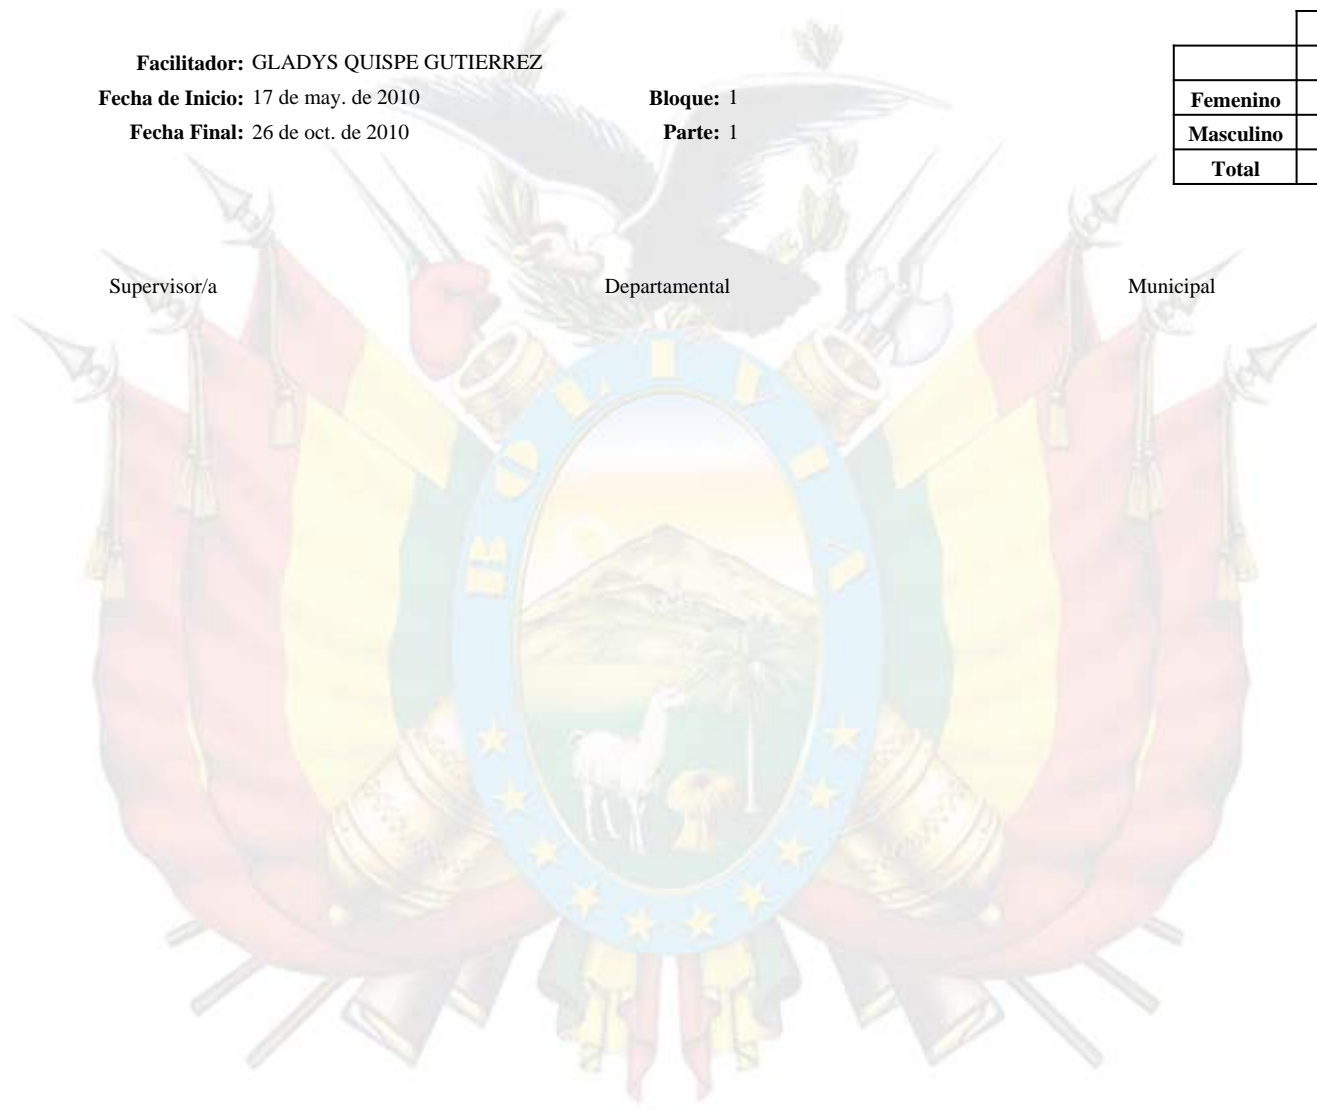 Facilitador: GLADYS QUISPE GUTIERREZ
Fecha de Inicio: 17 de may. de 2010 Bloque: 1
Femenino
Fecha Final: 26 de oct. de 2010 Parte: 1
Masculino
Total
Supervisor/a Departamental Municipal
BOLIVIA